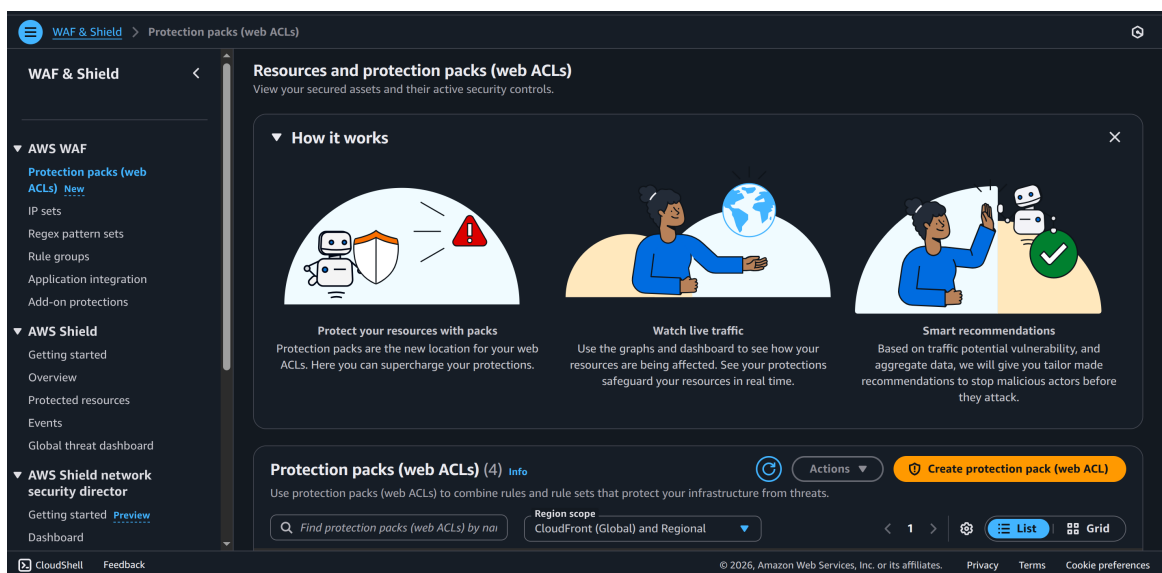 WAF & Shield > Protection packs (web ACLs)
WAF & Shield
AWS WAF
Protection packs (web
ACLs) New
IP sets
Regex pattern sets
Rule groups
Application integration
Add-on protections
AWS Shield
Getting started
Overview
Protected resources
Events
Global threat dashboard
AWS Shield network
security director
Getting started Preview
Dashboard
Resources and protection packs (web ACLs)
View your secured assets and their active security controls.
How it works
Protect your resources with packs
Protection packs are the new location for your web
ACLs. Here you can supercharge your protections.
Watch live traffic
Use the graphs and dashboard to see how your
resources are being affected. See your protections
safeguard your resources in real time.
Smart recommendations
Based on traffic potential vulnerability, and
aggregate data, we will give you tailor made
recommendations to stop malicious actors before
they attack.
Protection packs (web ACLs) (4) Info
Actions
Create protection pack (web ACL)
Use protection packs (web ACLs) to combine rules and rule sets that protect your infrastructure from threats.
Find protection packs (web ACLs) by nar
Region scope
CloudFront (Global) and Regional
< 1 >
List
Grid
CloudShell Feedback
© 2026, Amazon Web Services, Inc. or its affiliates. Privacy Terms Cookie preferences